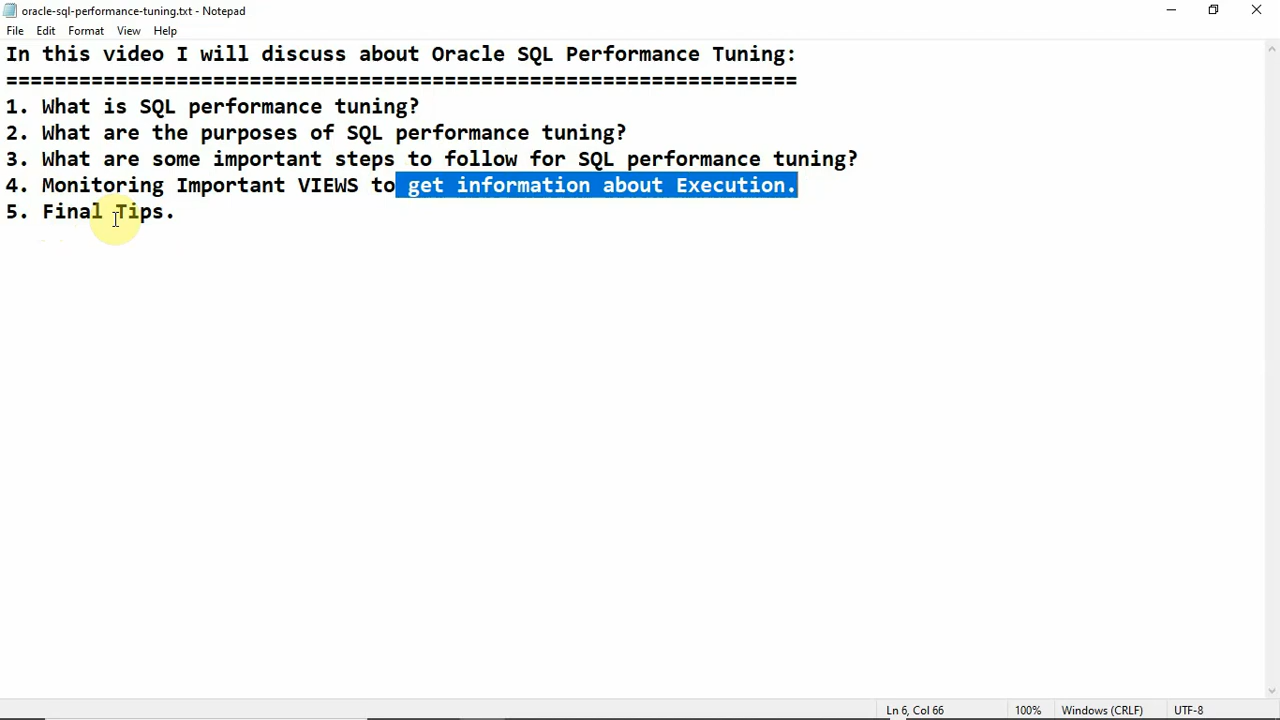 oracle-sql-performance-tuning.txt - Notepad
File Edit Format View Help
In this video I will discuss about Oracle SQL Performance Tuning:
=================================================================
1. What is SQL performance tuning?
2. What are the purposes of SQL performance tuning?
3. What are some important steps to follow for SQL performance tuning?
4. Monitoring Important VIEWS to get information about Execution.
5. Final Tips.
Ln 6, Col 66 100% Windows (CRLF) UTF-8